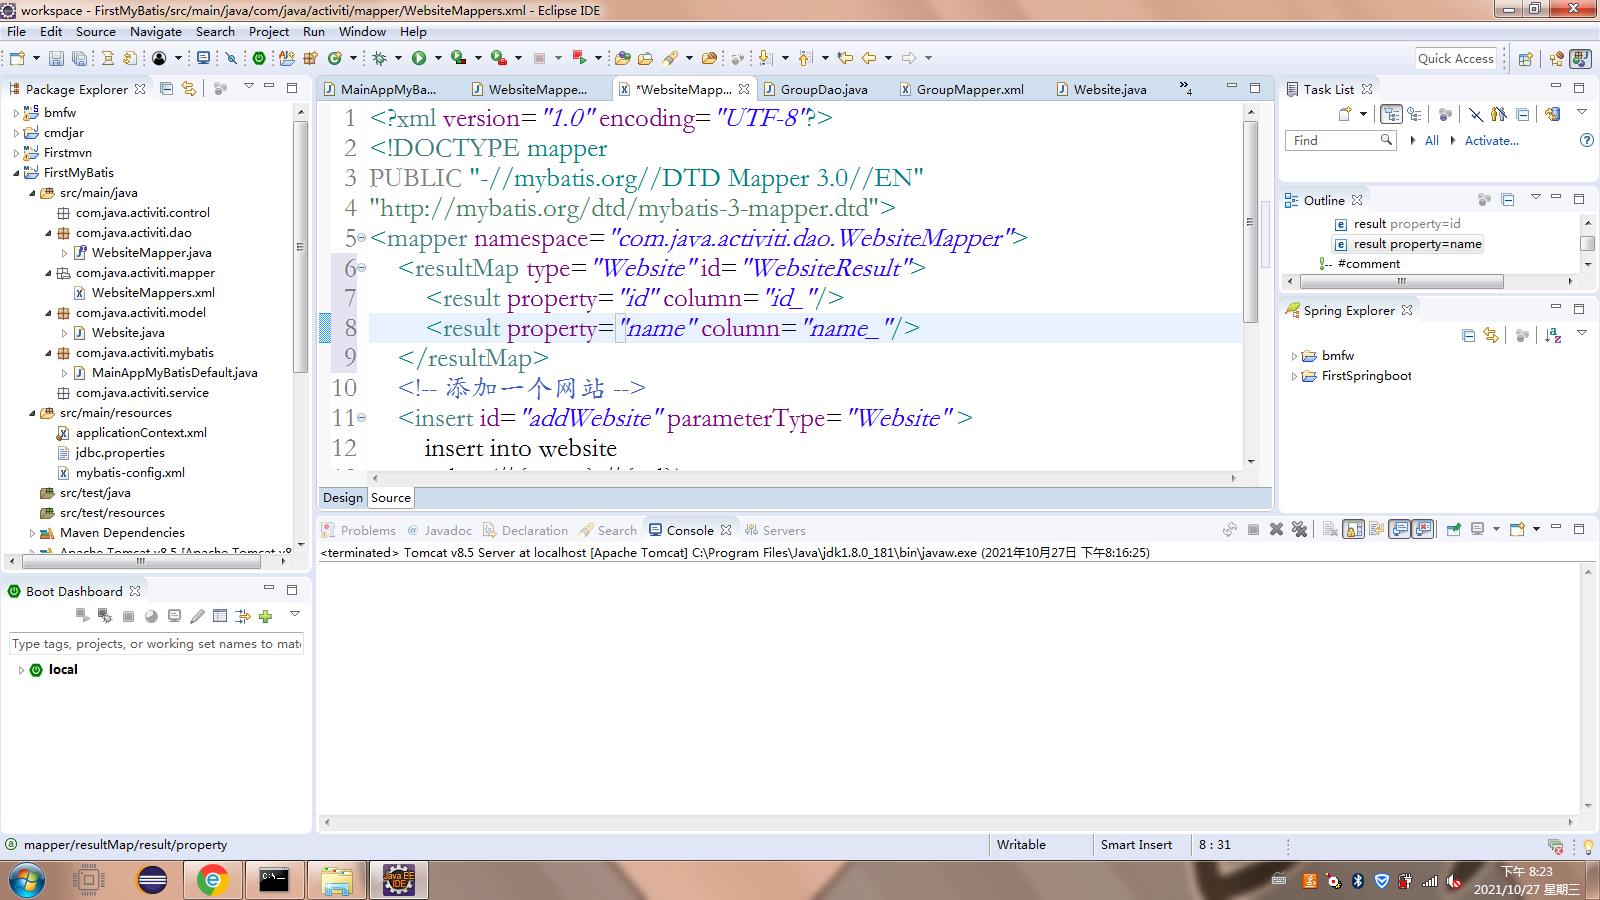 workspace - FirstMyBatis/src/main/java/com/java/activiti/mapper/WebsiteMappers.xml - Eclipse IDE
File Edit Source Navigate Search Project Run Window Help
Quick Access
Package Explorer
bmfw
cmdjar
Firstmvn
FirstMyBatis
src/main/java
com.java.activiti.control
com.java.activiti.dao
WebsiteMapper.java
com.java.activiti.mapper
WebsiteMappers.xml
com.java.activiti.model
Website.java
com.java.activiti.mybatis
MainAppMyBatisDefault.java
com.java.activiti.service
src/main/resources
applicationContext.xml
jdbc.properties
mybatis-config.xml
src/test/java
src/test/resources
Maven Dependencies
Boot Dashboard
Type tags, projects, or working set names to mat
local
MainAppMyBa... WebsiteMappe... *WebsiteMapp... GroupDao.java GroupMapper.xml Website.java »4
1 <?xml version="1.0" encoding="UTF-8"?>
2 <!DOCTYPE mapper
3 PUBLIC "-//mybatis.org//DTD Mapper 3.0//EN"
4 "http://mybatis.org/dtd/mybatis-3-mapper.dtd">
5 <mapper namespace="com.java.activiti.dao.WebsiteMapper">
6 <resultMap type="Website" id="WebsiteResult">
7 <result property="id" column="id_"/>
8 <result property="name" column="name_"/>
9 </resultMap>
10 <!-- 添加一个网站 -->
11 <insert id="addWebsite" parameterType="Website" >
12 insert into website
Design Source
Task List
Find All Activate...
Outline
result property=id
result property=name
#comment
Spring Explorer
bmfw
FirstSpringboot
Problems @ Javadoc Declaration Search Console Servers
<terminated> Tomcat v8.5 Server at localhost [Apache Tomcat] C:\Program Files\Java\jdk1.8.0_181\bin\javaw.exe (2021年10月27日 下午8:16:25)
mapper/resultMap/result/property Writable Smart Insert 8 : 31
Java EE
IDE
下午 8:23
2021/10/27 星期三